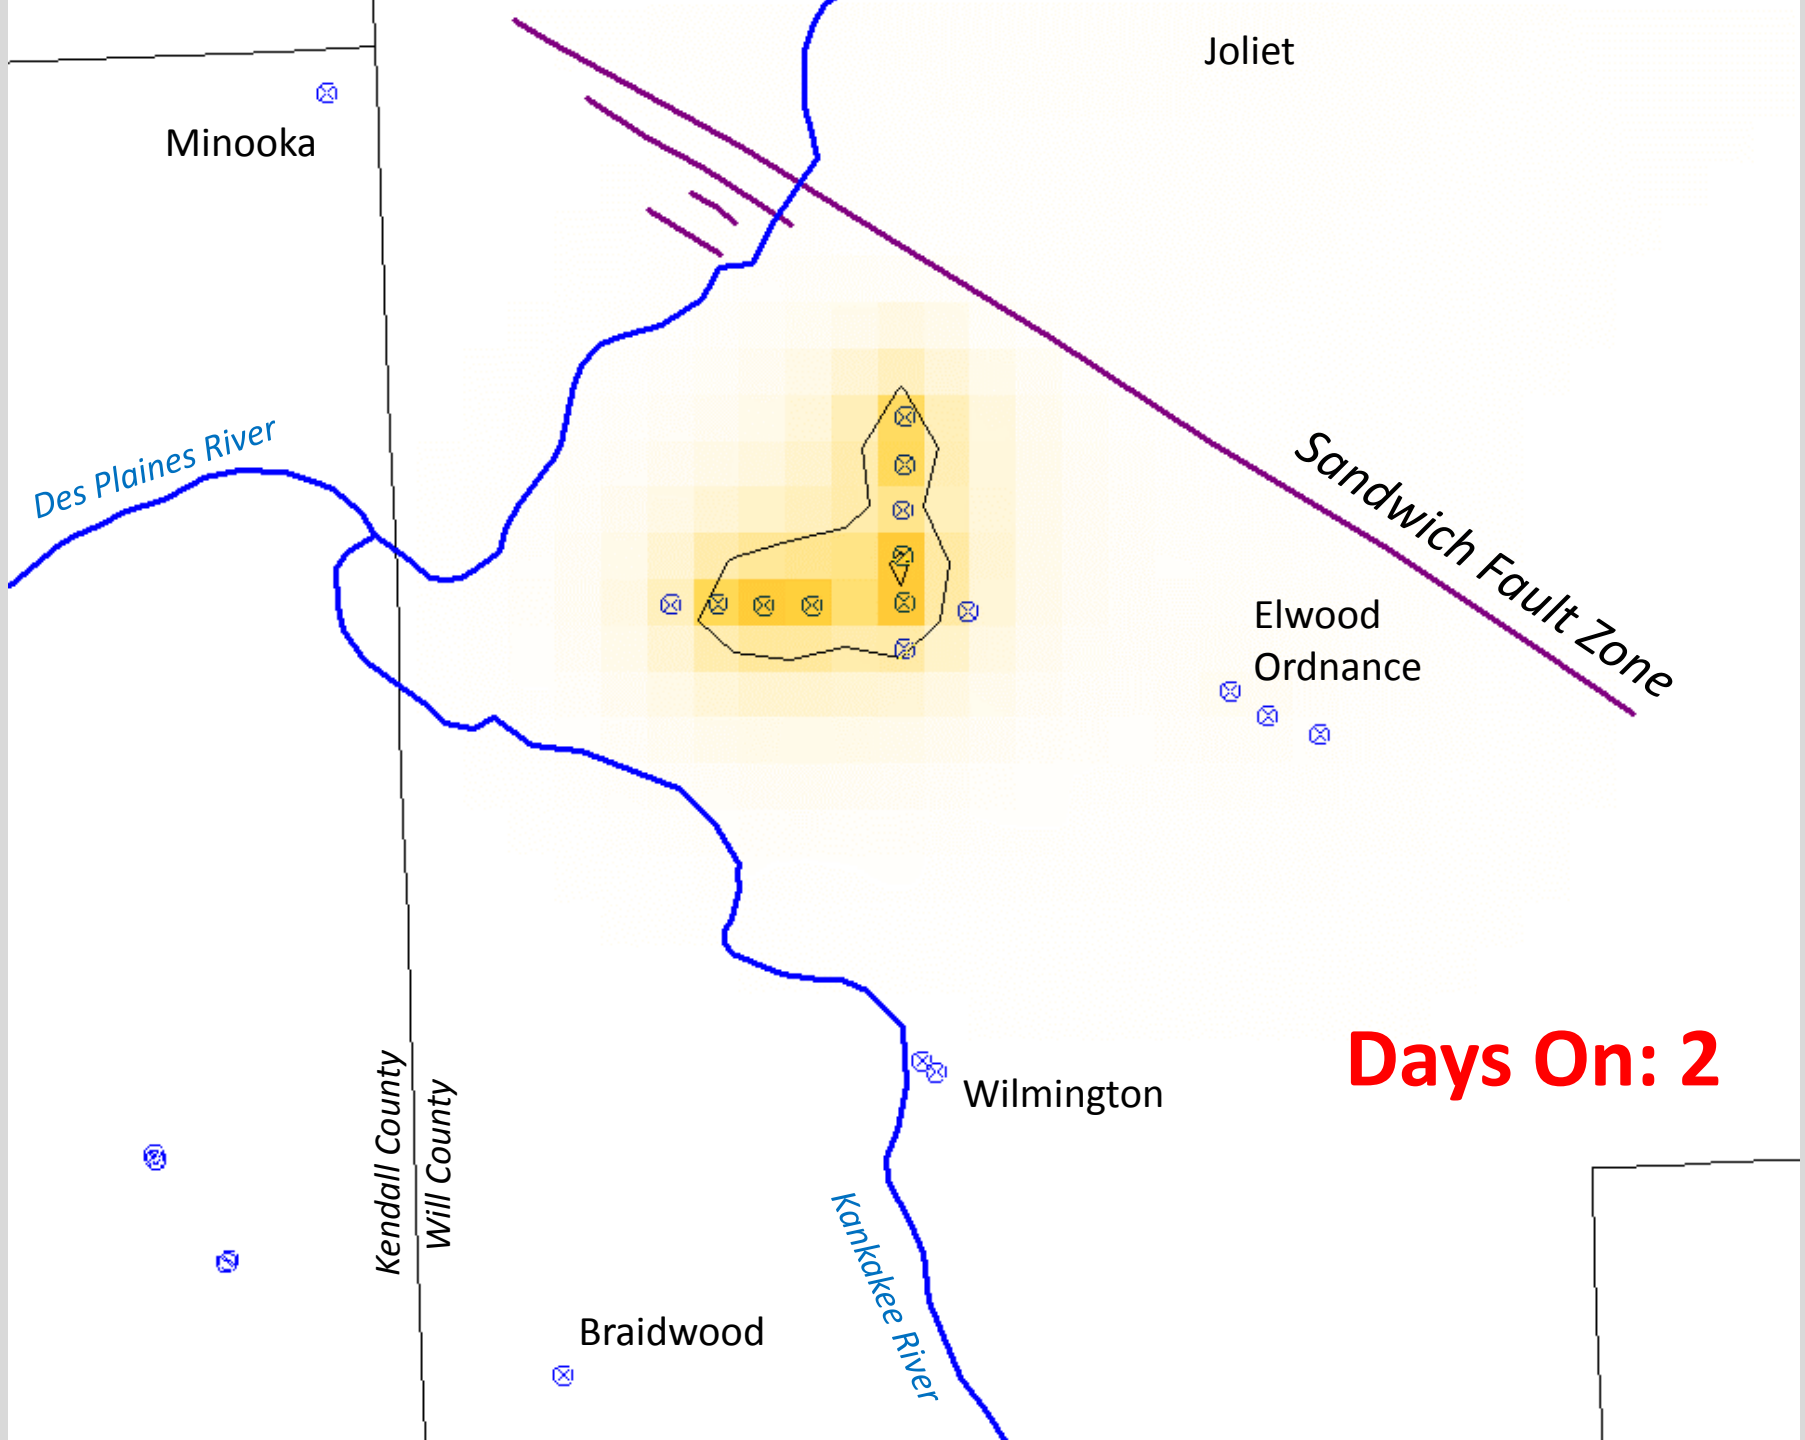 Joliet
Minooka
Des Plaines River
Sandwich Fault Zone
Elwood
Ordnance
Days On: 2
Kendall County
Will County
Wilmington
Kankakee River
Braidwood